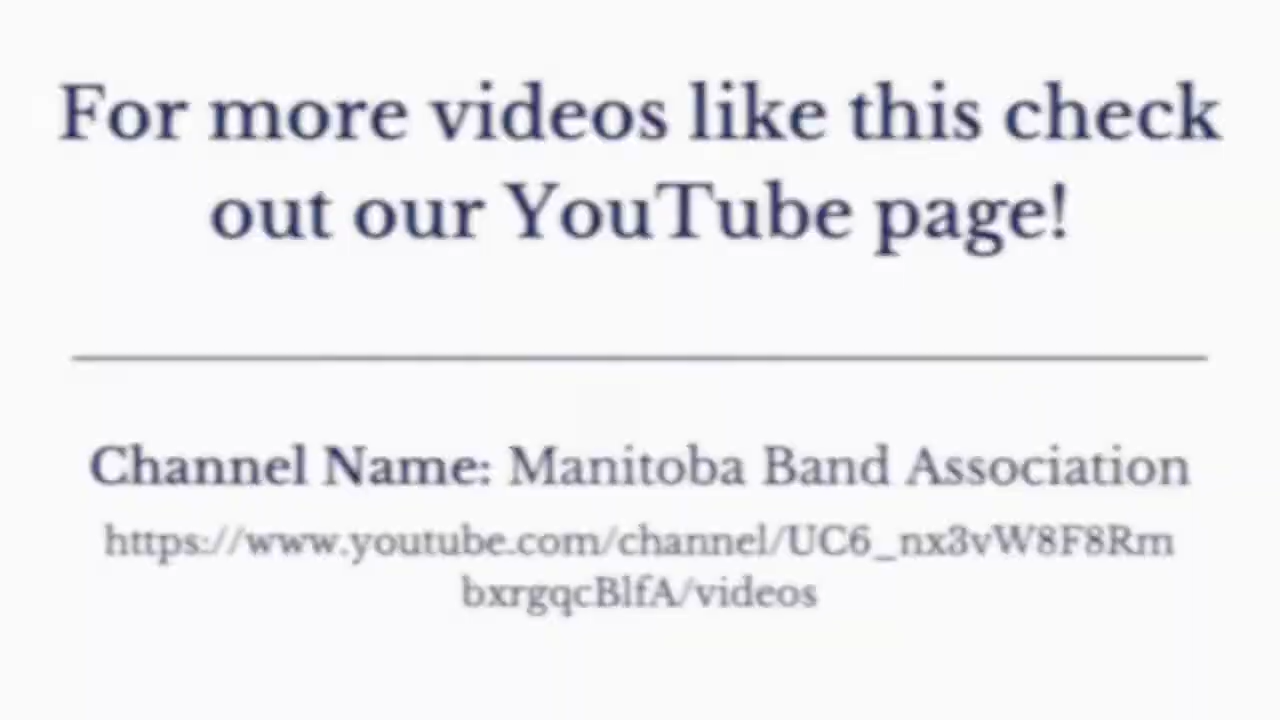 For more videos like this check
out our YouTube page!
Channel Name: Manitoba Band Association
https://www.youtube.com/channel/UC6_nx3vW8F8Rm
bxrgqcBlfA/videos